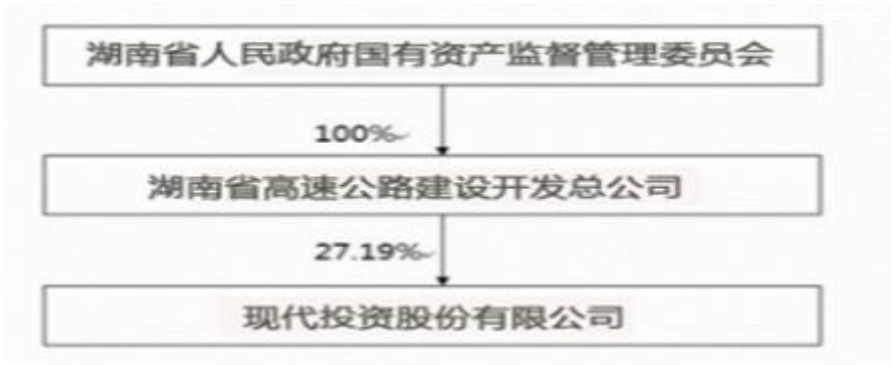 湖南省人民政府国有资产监督管理委员会
100%
湖南省高速公路建设开发总公司
27.19%
现代投资股份有限公司